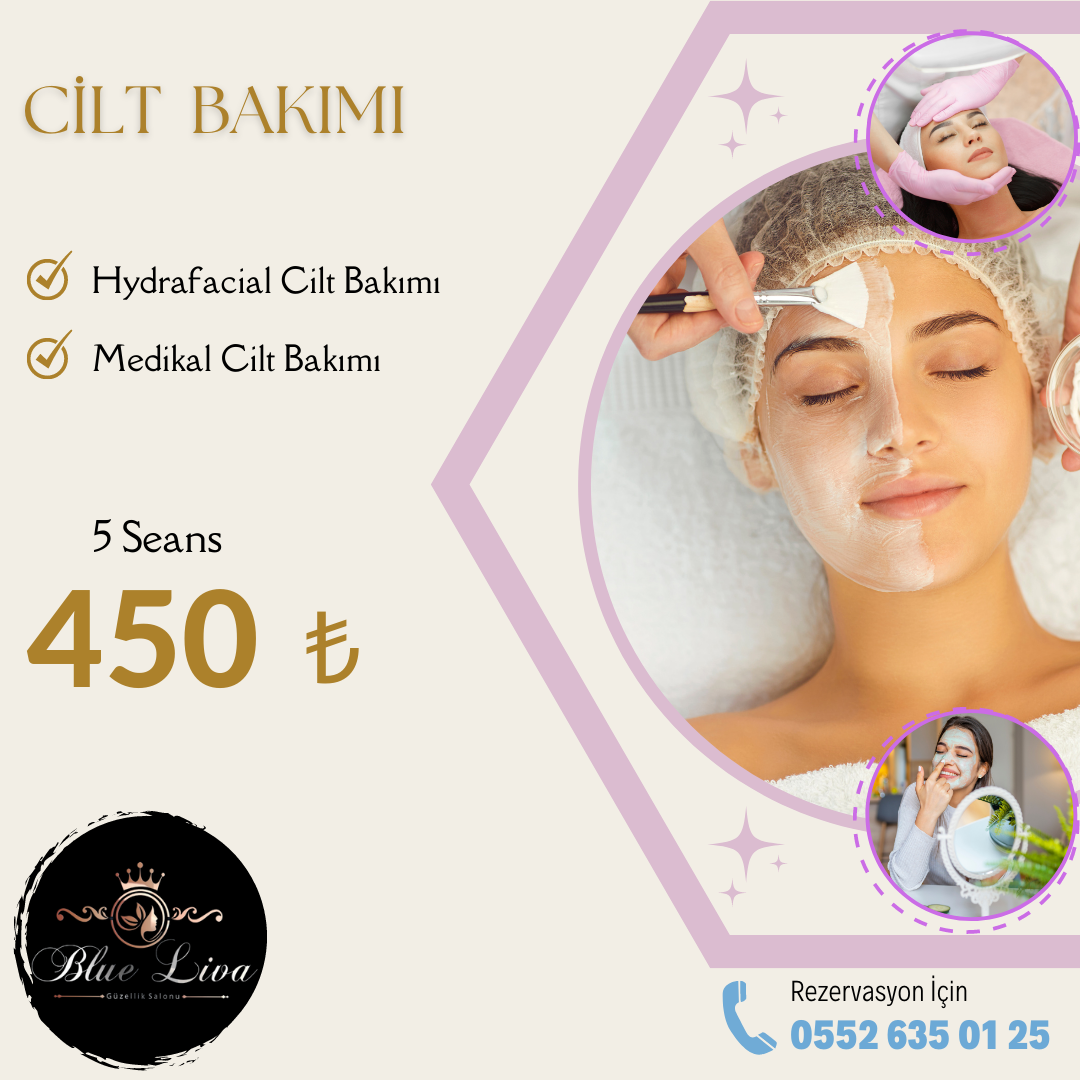 CİLT BAKIMI
Hydrafacial Cilt Bakımı
Medikal Cilt Bakımı
5 Seans
450 ₺
Blue Liva
Güzellik Salonu
Rezervasyon İçin
0552 635 01 25